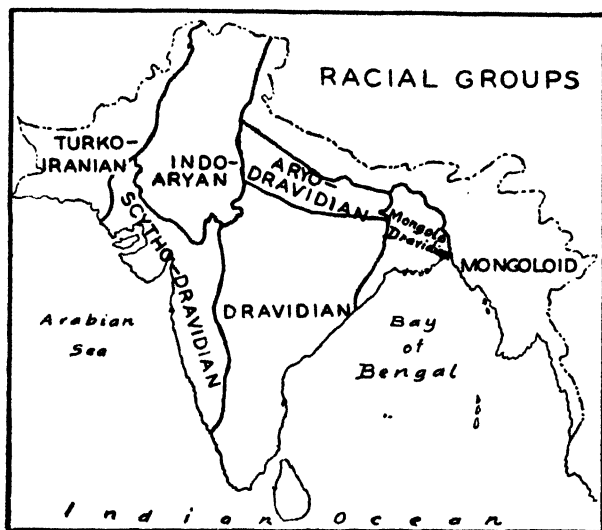 RACIAL GROUPS
TURKO-
IRANIAN
INDO-
ARYAN
ARYO-
DRAVIDIAN
Mongolo
Dravidian
MONGOLOID
SCYTHO-DRAVIDIAN
DRAVIDIAN
Arabian
Sea
Bay
of
Bengal
Indian Ocean